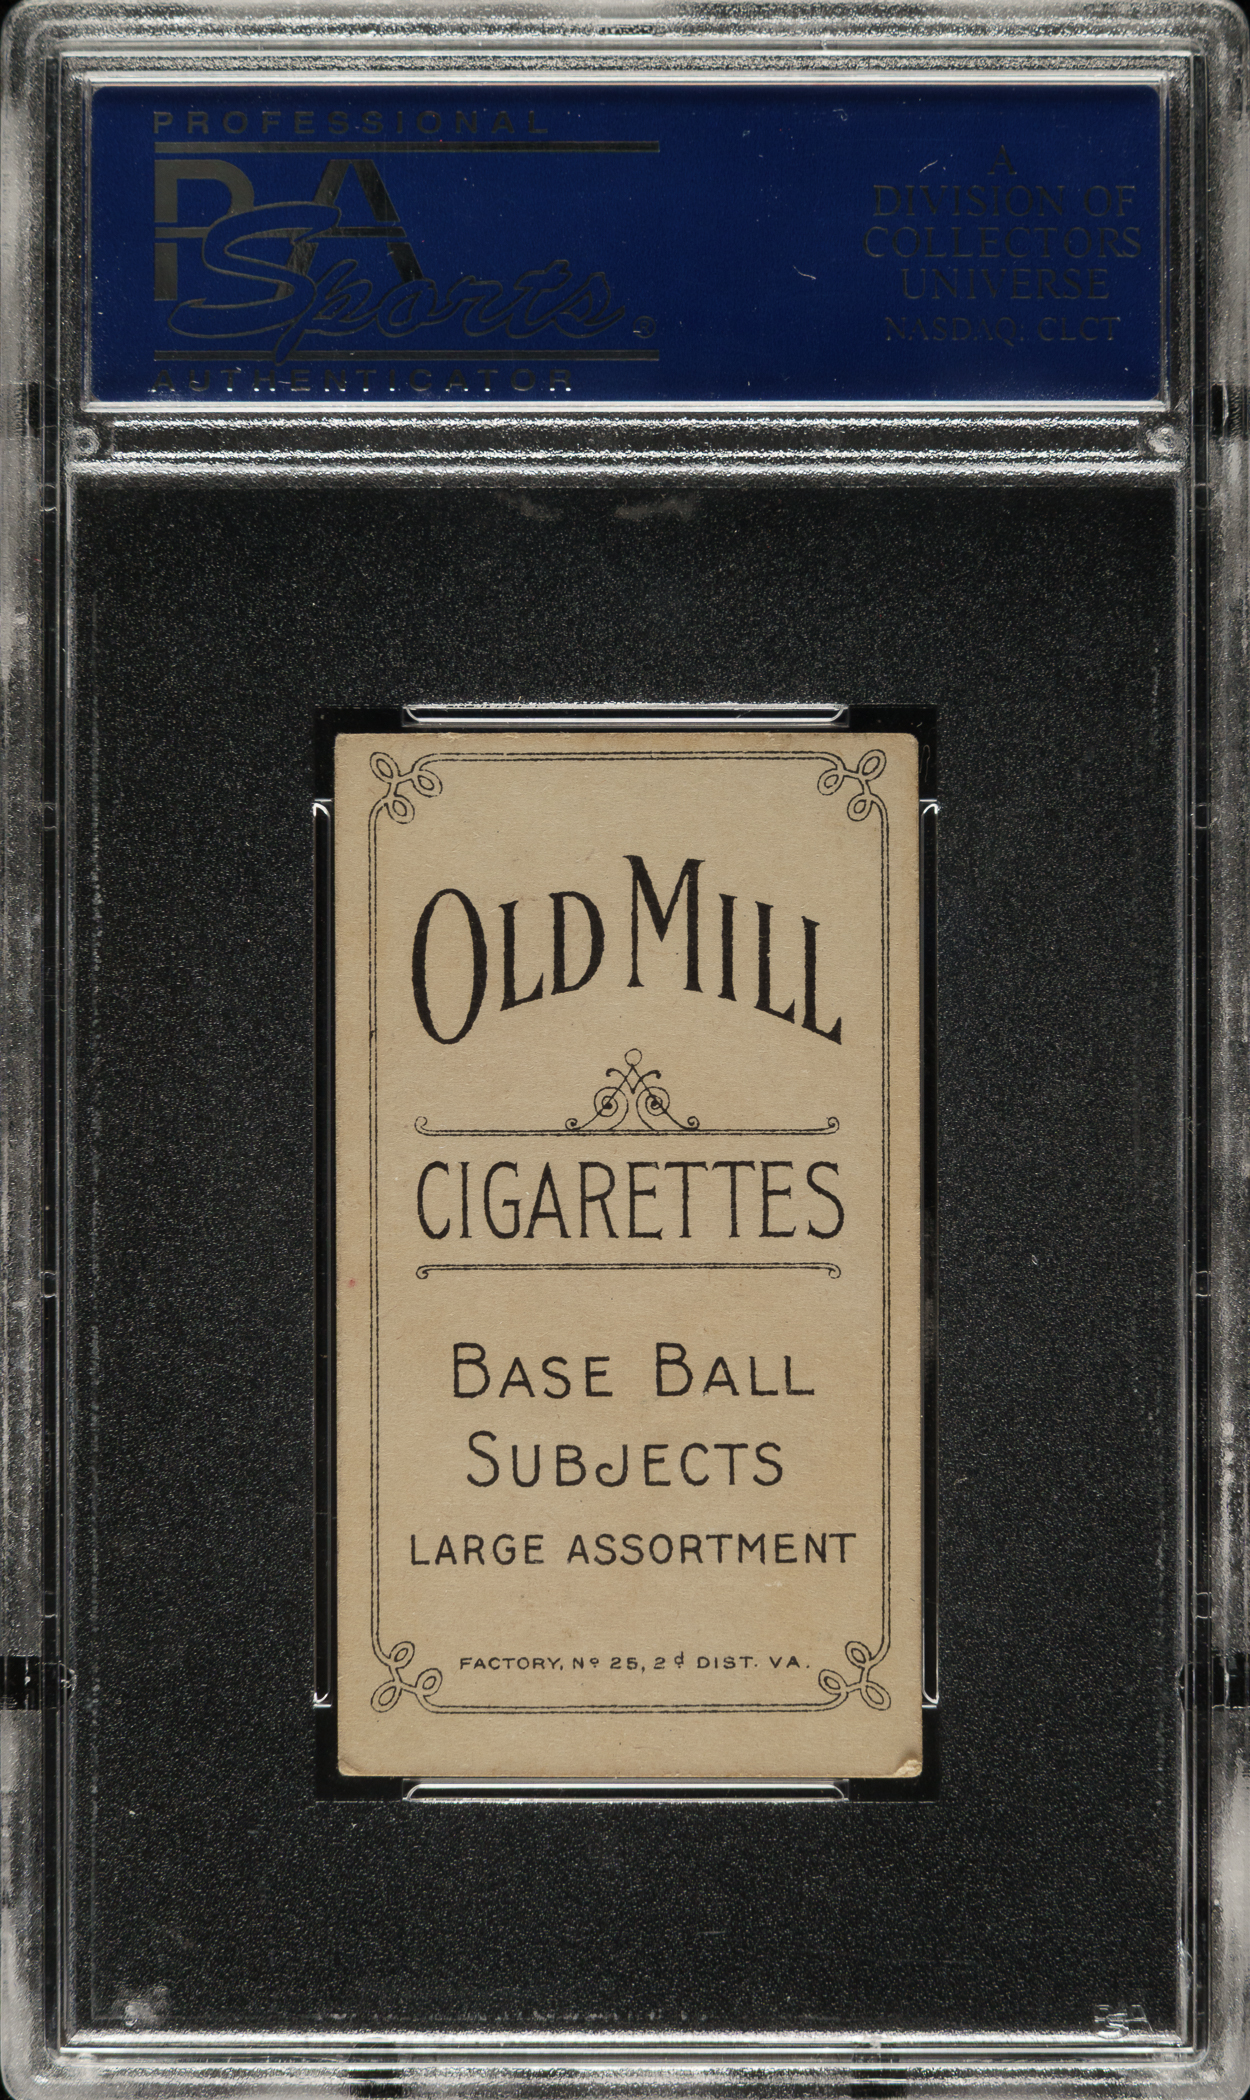 PROFESSIONAL
PSA
Sports®
AUTHENTICATOR
A
DIVISION OF
COLLECTORS
UNIVERSE
NASDAQ: CLCT
OLD MILL
CIGARETTES
BASE BALL
SUBJECTS
LARGE ASSORTMENT
FACTORY, Nº 25, 2d DIST. VA.
PSA